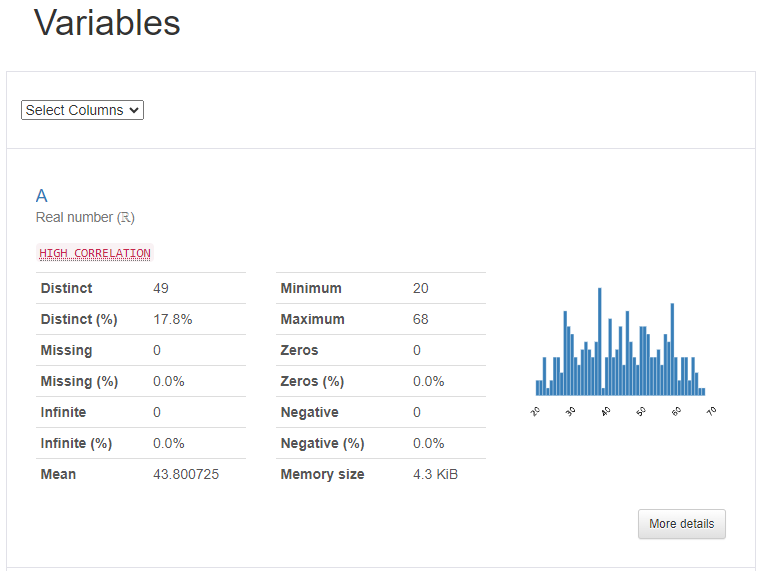 Variables
Select Columns
A
Real number (ℝ)
HIGH CORRELATION
Distinct 49
Distinct (%) 17.8%
Missing 0
Missing (%) 0.0%
Infinite 0
Infinite (%) 0.0%
Mean 43.800725
Minimum 20
Maximum 68
Zeros 0
Zeros (%) 0.0%
Negative 0
Negative (%) 0.0%
Memory size 4.3 KiB
20 30 40 50 60 70
More details